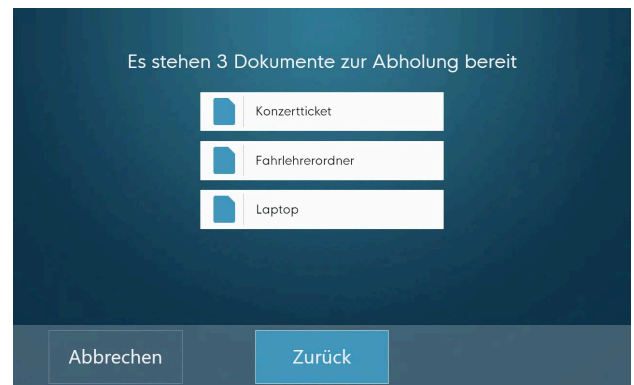 Es stehen 3 Dokumente zur Abholung bereit
Konzertticket
Fahrlehrerordner
Laptop
Abbrechen
Zurück